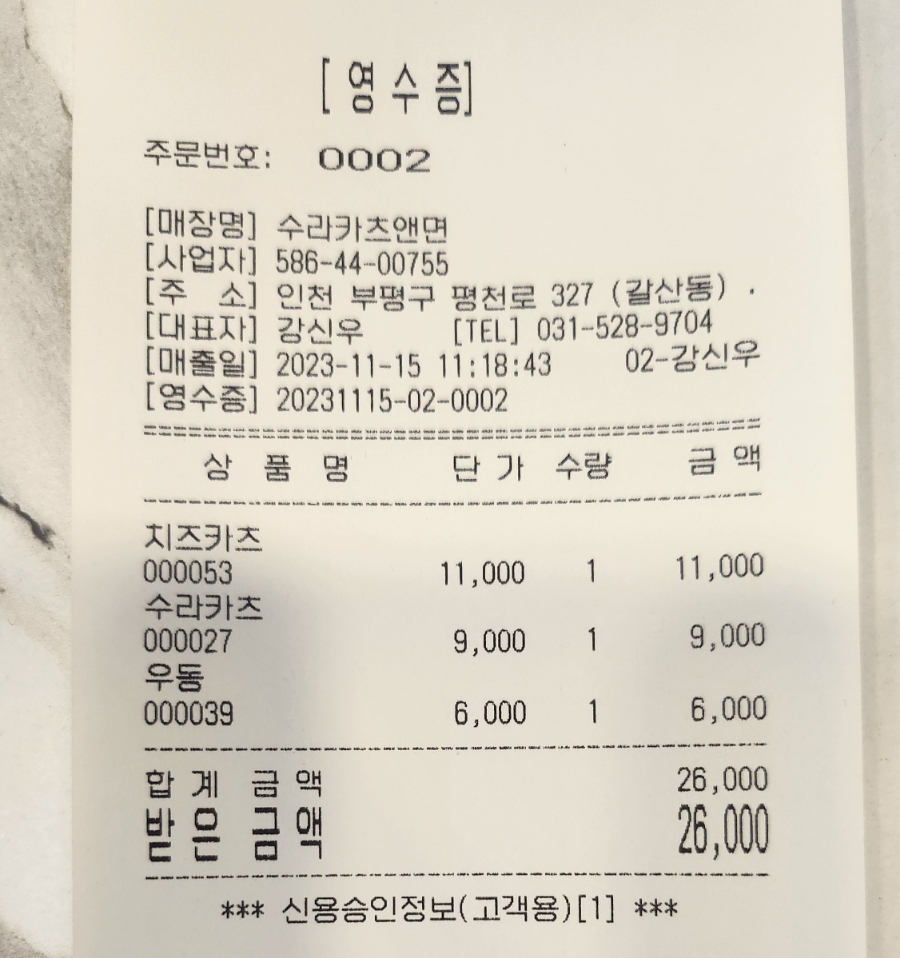 [ 영 수 증]
주문번호: 0002
[매장명] 수라카츠앤면
[사업자] 586-44-00755
[주 소] 인천 부평구 평천로 327 (갈산동) .
[대표자] 강신우 [TEL] 031-528-9704
[매출일] 2023-11-15 11:18:43 02-강신우
[영수증] 20231115-02-0002
상 품 명 단 가 수량 금 액
치즈카츠
000053 11,000 1 11,000
수라카츠
000027 9,000 1 9,000
우동
000039 6,000 1 6,000
합 계 금 액 26,000
받 은 금 액 26,000
*** 신용승인정보(고객용)[1] ***